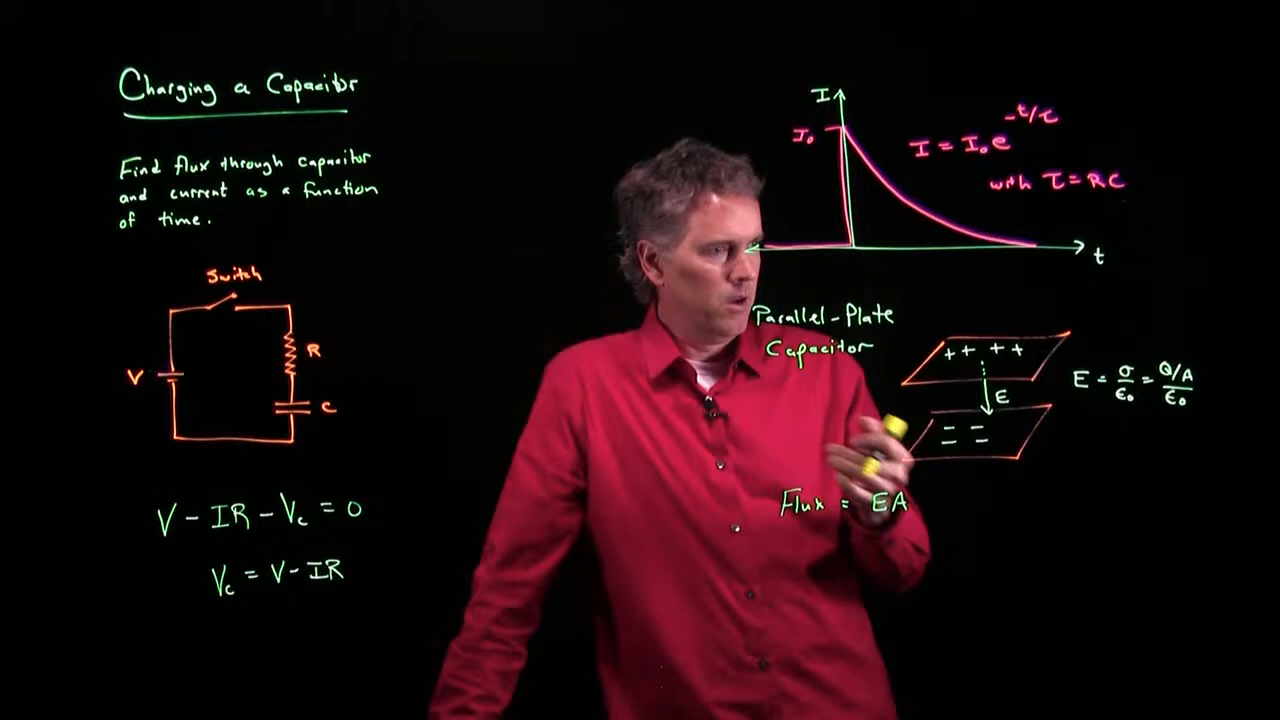 Charging a Capacitor
Find flux through capacitor
and current as a function
of time.
Switch
R
V
C
V - IR - Vc = 0
Vc = V - IR
I
I₀
I = I₀e^(-t/τ)
with τ = RC
t
Parallel-Plate
Capacitor
+ + + +
E
E = σ/ε₀ = Q/A/ε₀
- -
- -
Flux = EA